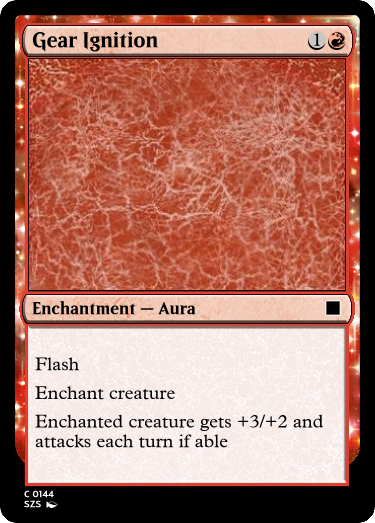 Gear Ignition 1
Enchantment — Aura
Flash
Enchant creature
Enchanted creature gets +3/+2 and
attacks each turn if able
C 0144
SZS